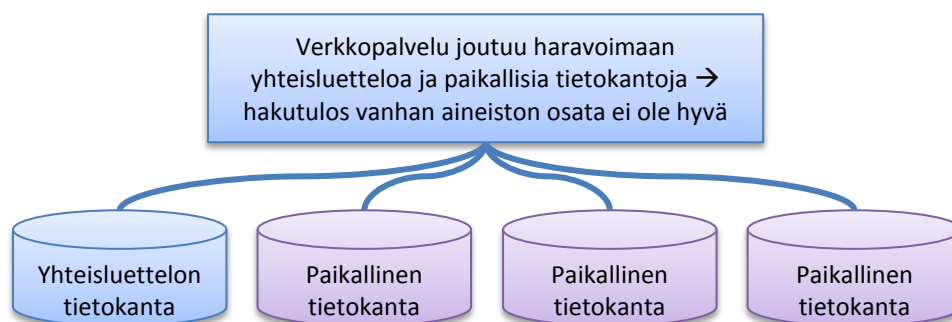 Verkkopalvelu joutuu haravoimaan
yhteisluetteloa ja paikallisia tietokantoja →
hakutulos vanhan aineiston osata ei ole hyvä
Yhteisluettelon
tietokanta
Paikallinen
tietokanta
Paikallinen
tietokanta
Paikallinen
tietokanta